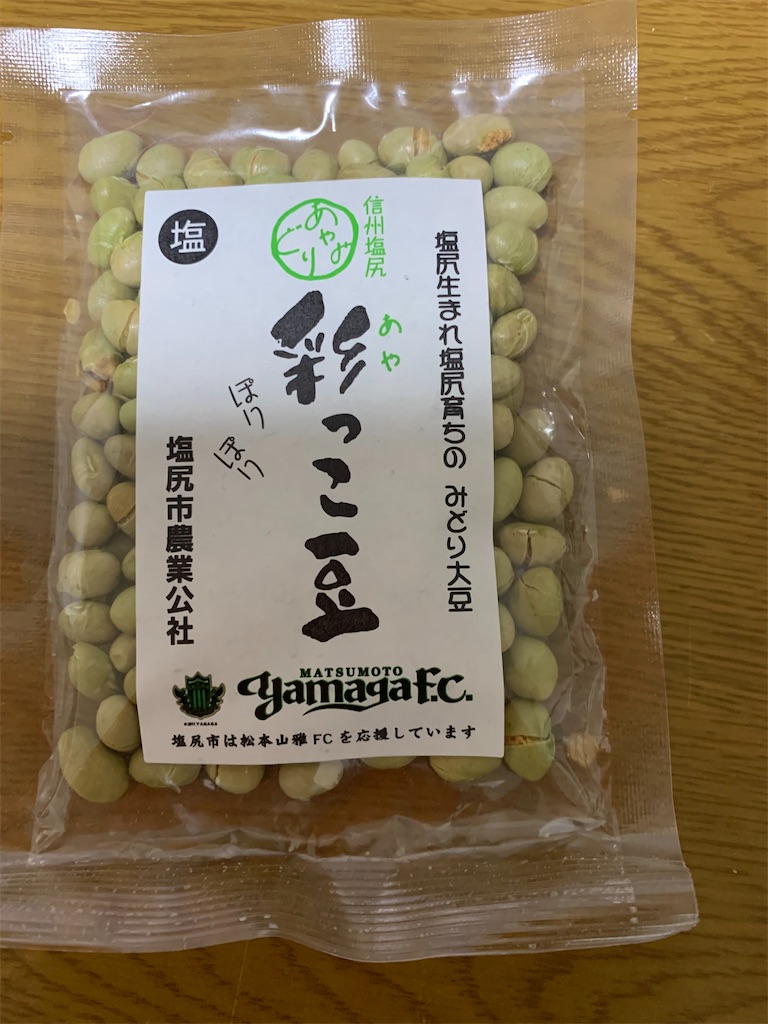 塩
信州塩尻
あやみどり
塩尻生まれ塩尻育ちの みどり大豆
あや
彩っこ豆
ぽり
ぽり
塩尻市農業公社
MATSUMOTO
yamaga F.C.
塩尻市は松本山雅FCを応援しています